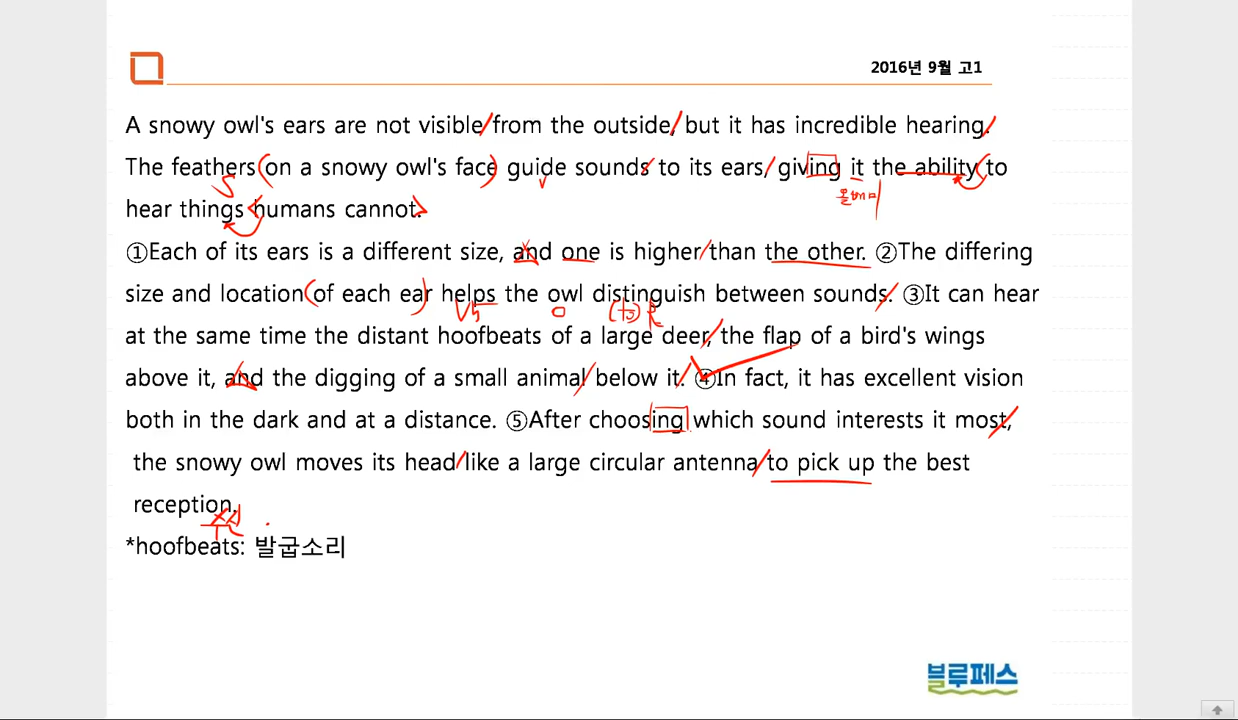 2016년 9월 고1
A snowy owl's ears are not visible from the outside, but it has incredible hearing.
The feathers on a snowy owl's face guide sounds to its ears, giving it the ability to
S
V
올빼미
hear things humans cannot.
①Each of its ears is a different size, and one is higher than the other. ②The differing
size and location of each ear helps the owl distinguish between sounds. ③It can hear
V5
O
(to) R
at the same time the distant hoofbeats of a large deer, the flap of a bird's wings
above it, and the digging of a small animal below it. ④In fact, it has excellent vision
both in the dark and at a distance. ⑤After choosing which sound interests it most,
the snowy owl moves its head like a large circular antenna to pick up the best
reception.
수신
*hoofbeats: 발굽소리
블루페스